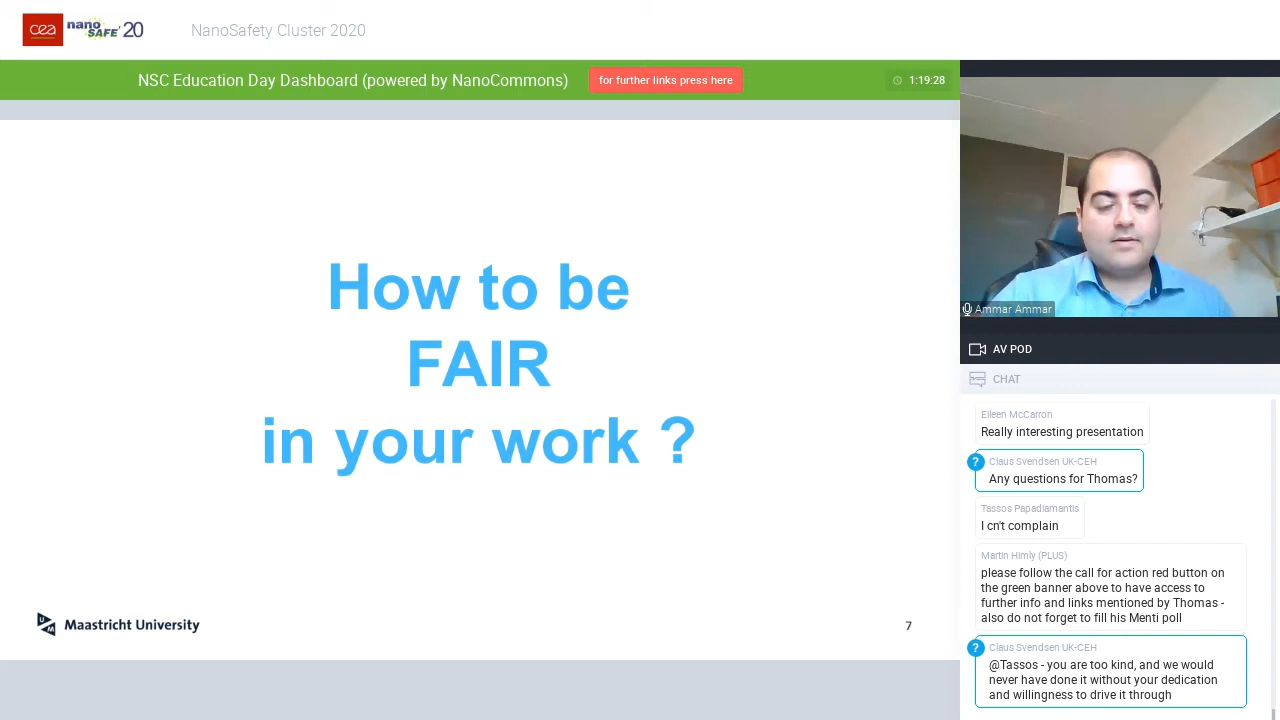 cea nano SAFE' 20
NanoSafety Cluster 2020
NSC Education Day Dashboard (powered by NanoCommons)
for further links press here
1:19:28
How to be
FAIR
in your work ?
UM
Maastricht University
7
Ammar Ammar
AV POD
CHAT
Eileen McCarron
Really interesting presentation
?
Claus Svendsen UK-CEH
Any questions for Thomas?
Tassos Papadiamantis
I cn't complain
Martin Himly (PLUS)
please follow the call for action red button on
the green banner above to have access to
further info and links mentioned by Thomas -
also do not forget to fill his Menti poll
?
Claus Svendsen UK-CEH
@Tassos - you are too kind, and we would
never have done it without your dedication
and willingness to drive it through